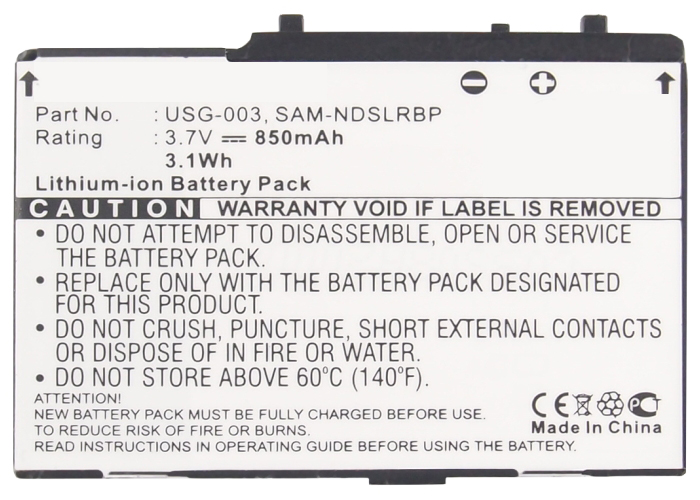 Part No. : USG-003, SAM-NDSLRBP
Rating : 3.7V ⎓ 850mAh
3.1Wh
Lithium-ion Battery Pack
CAUTION WARRANTY VOID IF LABEL IS REMOVED
• DO NOT ATTEMPT TO DISASSEMBLE, OPEN OR SERVICE
THE BATTERY PACK.
• REPLACE ONLY WITH THE BATTERY PACK DESIGNATED
FOR THIS PRODUCT.
• DO NOT CRUSH, PUNCTURE, SHORT EXTERNAL CONTACTS
OR DISPOSE OF IN FIRE OR WATER.
• DO NOT STORE ABOVE 60°C (140°F).
ATTENTION!
NEW BATTERY PACK MUST BE FULLY CHARGED BEFORE USE.
TO REDUCE RISK OF FIRE OR BURNS.
READ INSTRUCTIONS IN OPERATING GUIDE BEFORE USING BATTERY PACK.
CE
Made In China